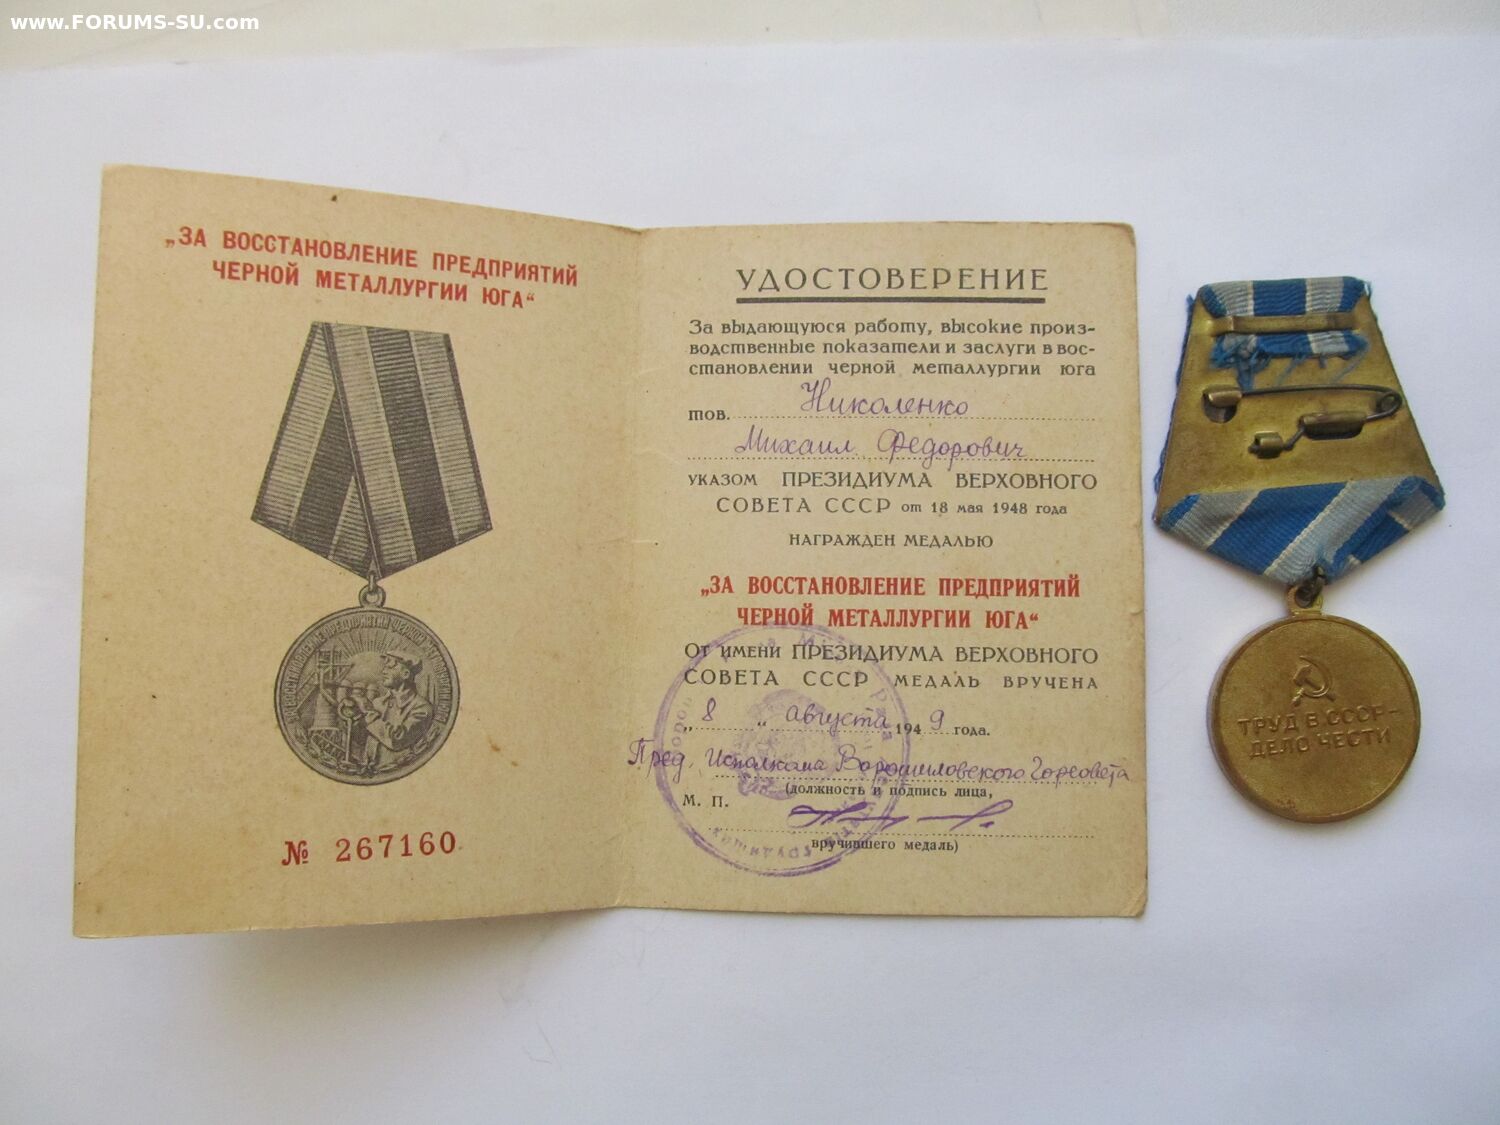 www.FORUMS-SU.com
„ЗА ВОССТАНОВЛЕНИЕ ПРЕДПРИЯТИЙ
ЧЕРНОЙ МЕТАЛЛУРГИИ ЮГА“
№ 267160
УДОСТОВЕРЕНИЕ
За выдающуюся работу, высокие произ-
водственные показатели и заслуги в вос-
становлении черной металлургии юга
тов. Николенко
Михаил Федорович
указом ПРЕЗИДИУМА ВЕРХОВНОГО
СОВЕТА СССР от 18 мая 1948 года
НАГРАЖДЕН МЕДАЛЬЮ
„ЗА ВОССТАНОВЛЕНИЕ ПРЕДПРИЯТИЙ
ЧЕРНОЙ МЕТАЛЛУРГИИ ЮГА“
От имени ПРЕЗИДИУМА ВЕРХОВНОГО
СОВЕТА СССР МЕДАЛЬ ВРУЧЕНА
„ 8 „ августа 1949 года.
Пред. Исполкома Ворошиловского Горсовета
(должность и подпись лица,
М. П.
вручившего медаль)
ТРУД В СССР-
ДЕЛО ЧЕСТИ